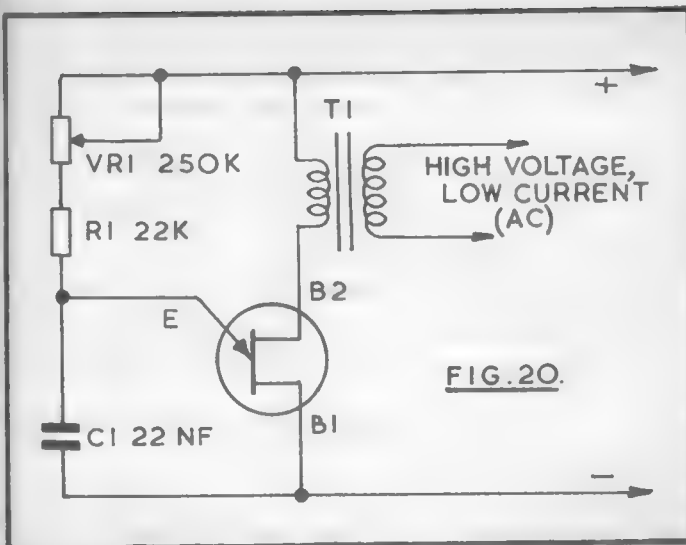 +
T1
VR1 250K
HIGH VOLTAGE,
LOW CURRENT
(AC)
R1 22K
B2
E
FIG.20.
C1 22 NF
B1
−